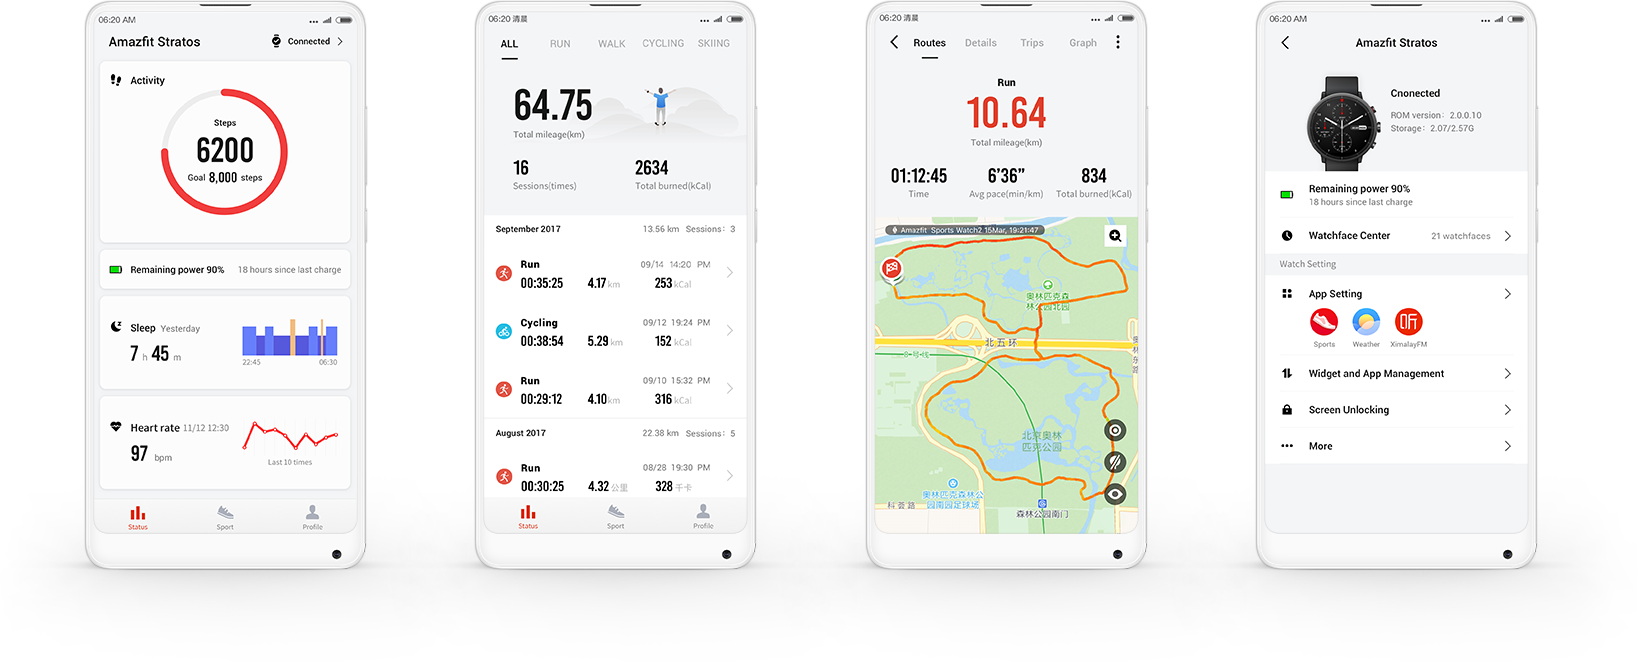 06:20 AM
Amazfit Stratos
Connected
Activity
Steps
6200
Goal 8,000 steps
Remaining power 90% 18 hours since last charge
Sleep Yesterday
7 h 45 m
22:45 06:30
Heart rate 11/12 12:30
97 bpm
Last 10 times
Status Sport Profile
06:20 清晨
ALL RUN WALK CYCLING SKIING
64.75
Total mileage(km)
16 2634
Sessions(times) Total burned(kCal)
September 2017 13.56 km Sessions: 3
Run 09/14 14:20 PM
00:35:25 4.17 km 253 kCal
Cycling 09/12 19:24 PM
00:38:54 5.29 km 152 kCal
Run 09/10 15:32 PM
00:29:12 4.10 km 316 kCal
August 2017 22.38 km Sessions: 5
Run 08/28 19:30 PM
00:30:25 4.32 公里 328 千卡
Status Sport Profile
06:20 清晨
Routes Details Trips Graph
Run
10.64
Total mileage(km)
01:12:45 6'36" 834
Time Avg pace(min/km) Total burned(kCal)
Amazfit Sports Watch2 15Mar, 19:21:47
奥林匹克森
林公园北园
北五环
8号线
北京奥林
匹克公园
奥林匹克森林公
园南园足球场
科荟路
森林公园南门
06:20 AM
Amazfit Stratos
Cnonected
ROM version: 2.0.0.10
Storage: 2.07/2.57G
Remaining power 90%
18 hours since last charge
Watchface Center 21 watchfaces
Watch Setting
App Setting
听
Sports Weather XimalayFM
Widget and App Management
Screen Unlocking
More